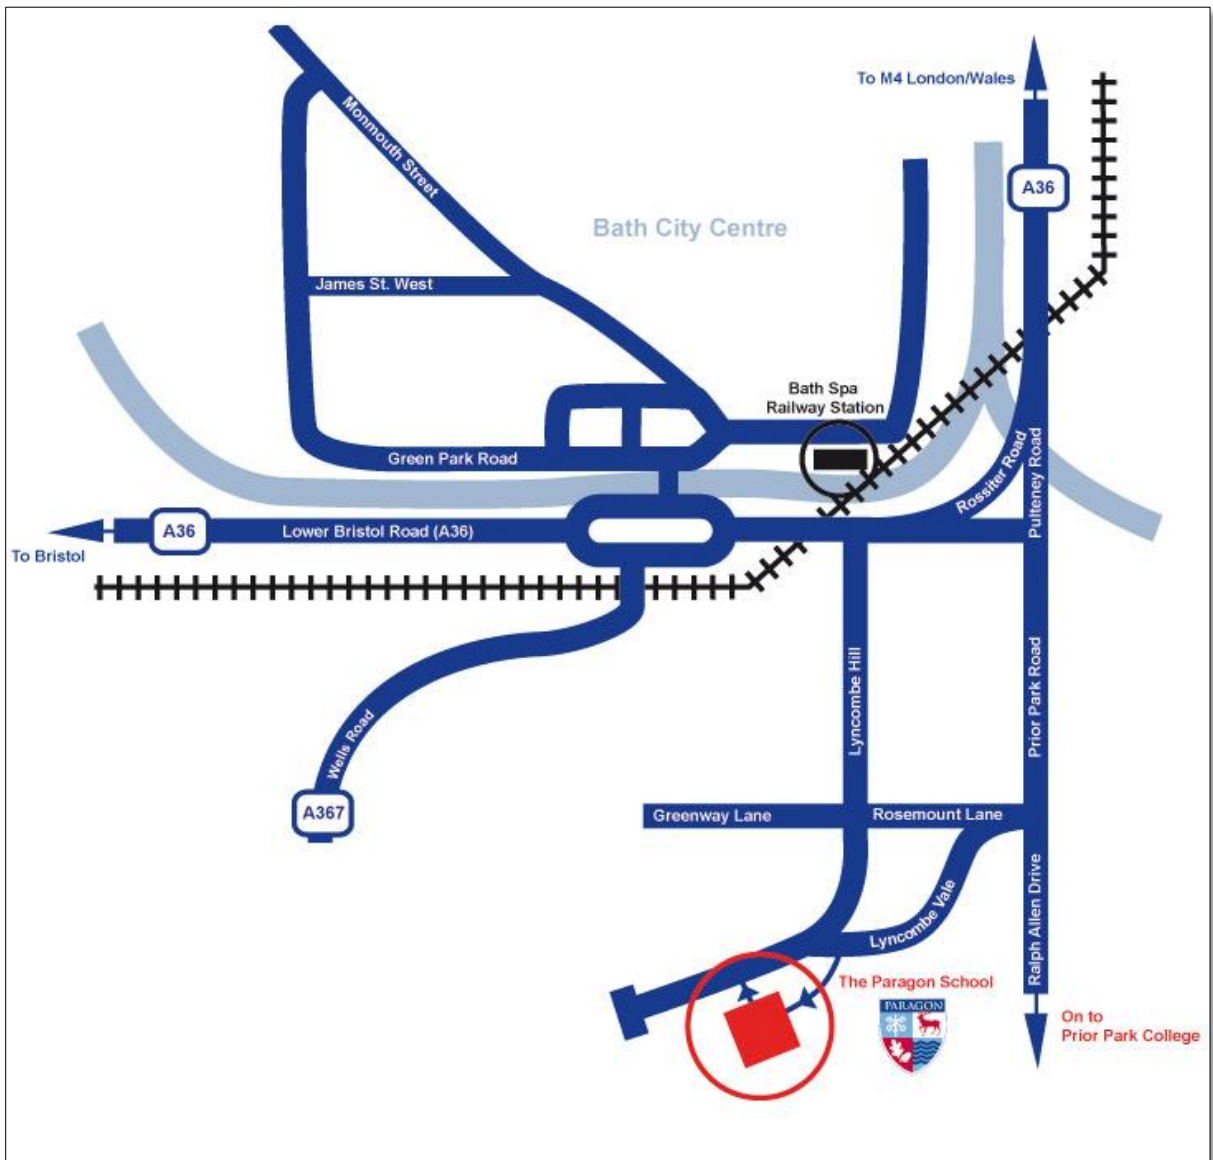 To M4 London/Wales
Monmouth Street
A36
Bath City Centre
James St. West
Bath Spa
Railway Station
Green Park Road
Rossiter Road
Pulteney Road
A36
Lower Bristol Road (A36)
To Bristol
Lyncombe Hill
Prior Park Road
Wells Road
A367
Greenway Lane
Rosemount Lane
Lyncombe Vale
Ralph Allen Drive
The Paragon School
PARAGON
On to
Prior Park College